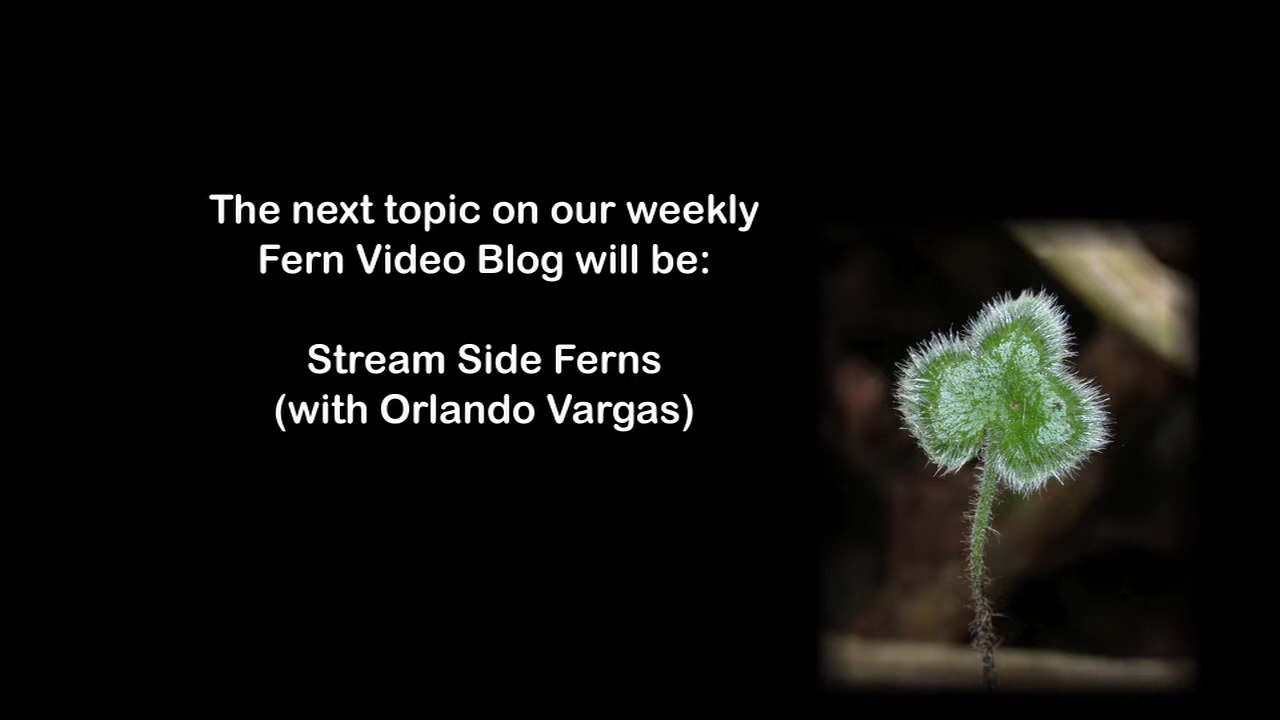 The next topic on our weekly
Fern Video Blog will be:
Stream Side Ferns
(with Orlando Vargas)